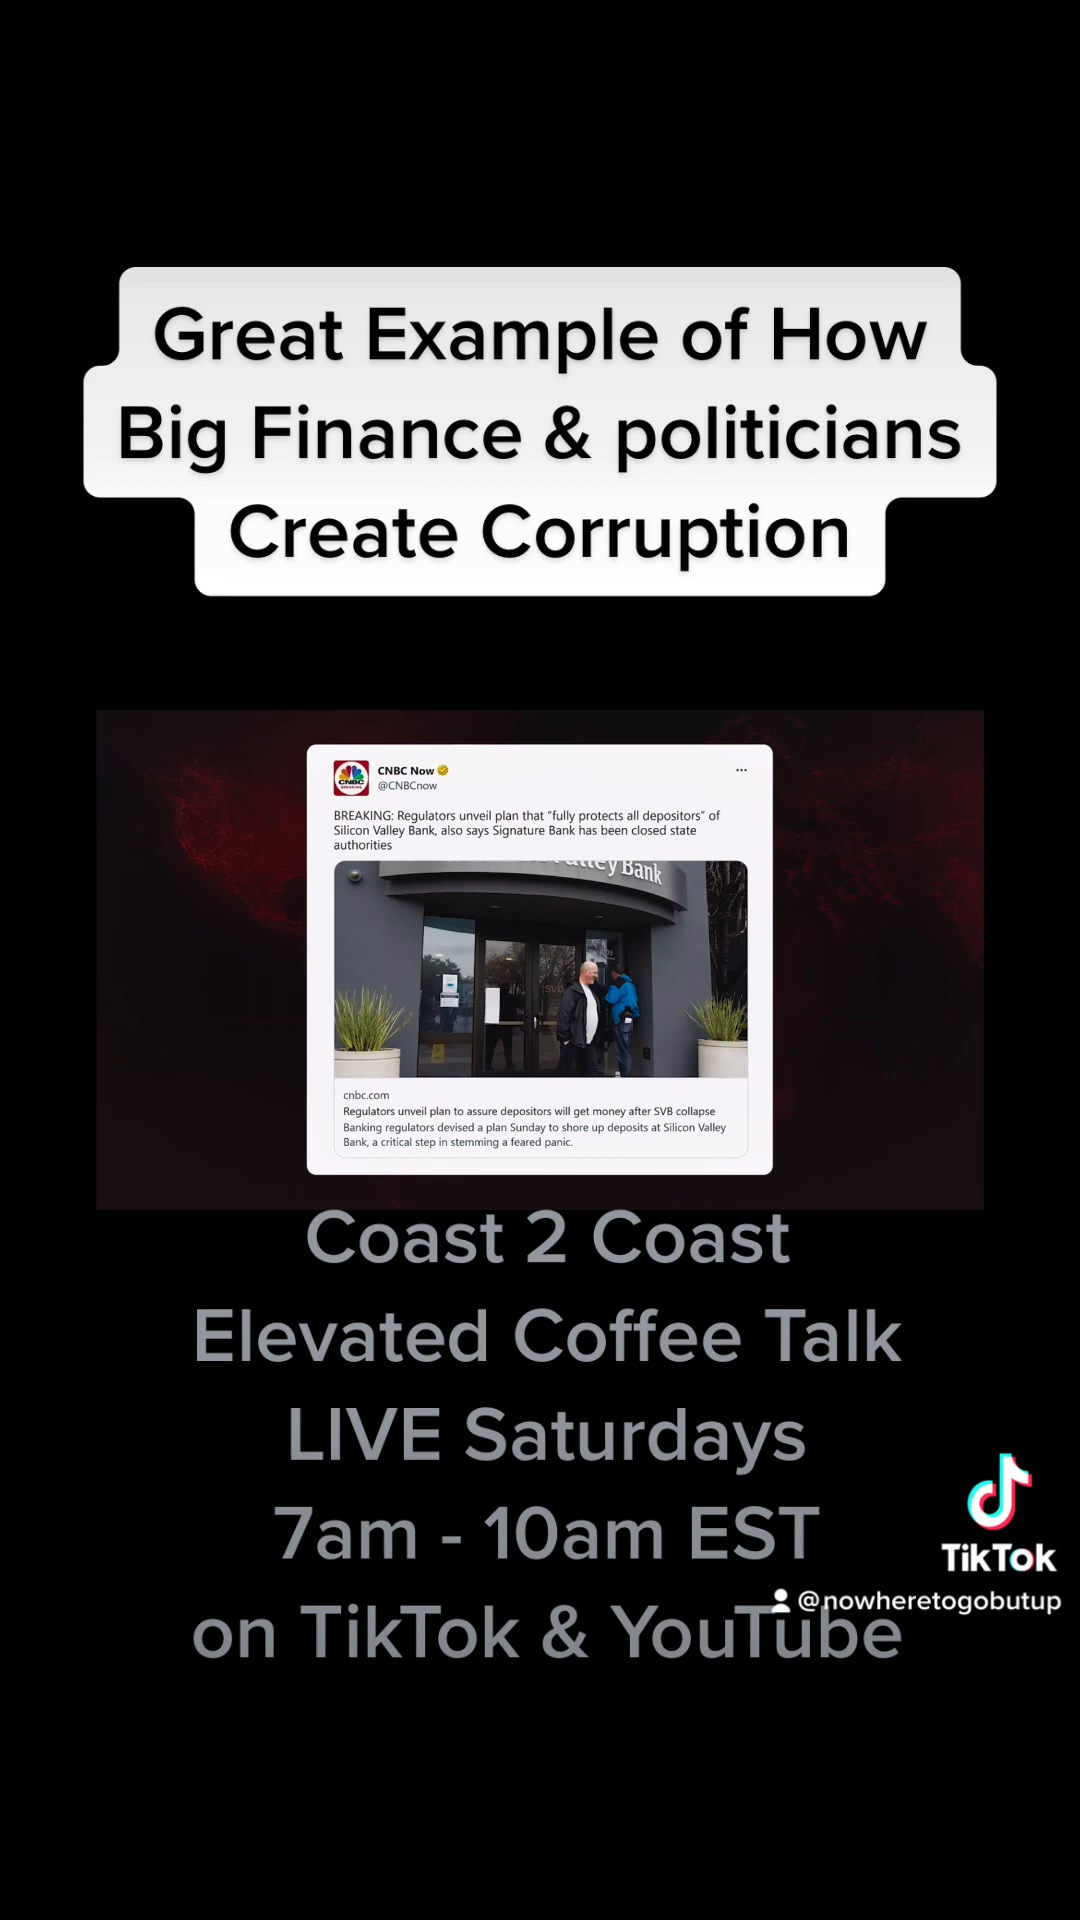 Great Example of How
Big Finance & politicians
Create Corruption
CNBC Now
@CNBCnow
BREAKING: Regulators unveil plan that “fully protects all depositors” of
Silicon Valley Bank, also says Signature Bank has been closed state
authorities
Valley Bank
svb
cnbc.com
Regulators unveil plan to assure depositors will get money after SVB collapse
Banking regulators devised a plan Sunday to shore up deposits at Silicon Valley
Bank, a critical step in stemming a feared panic.
Coast 2 Coast
Elevated Coffee Talk
LIVE Saturdays
7am - 10am EST
on TikTok & YouTube
TikTok
@nowheretogobutup